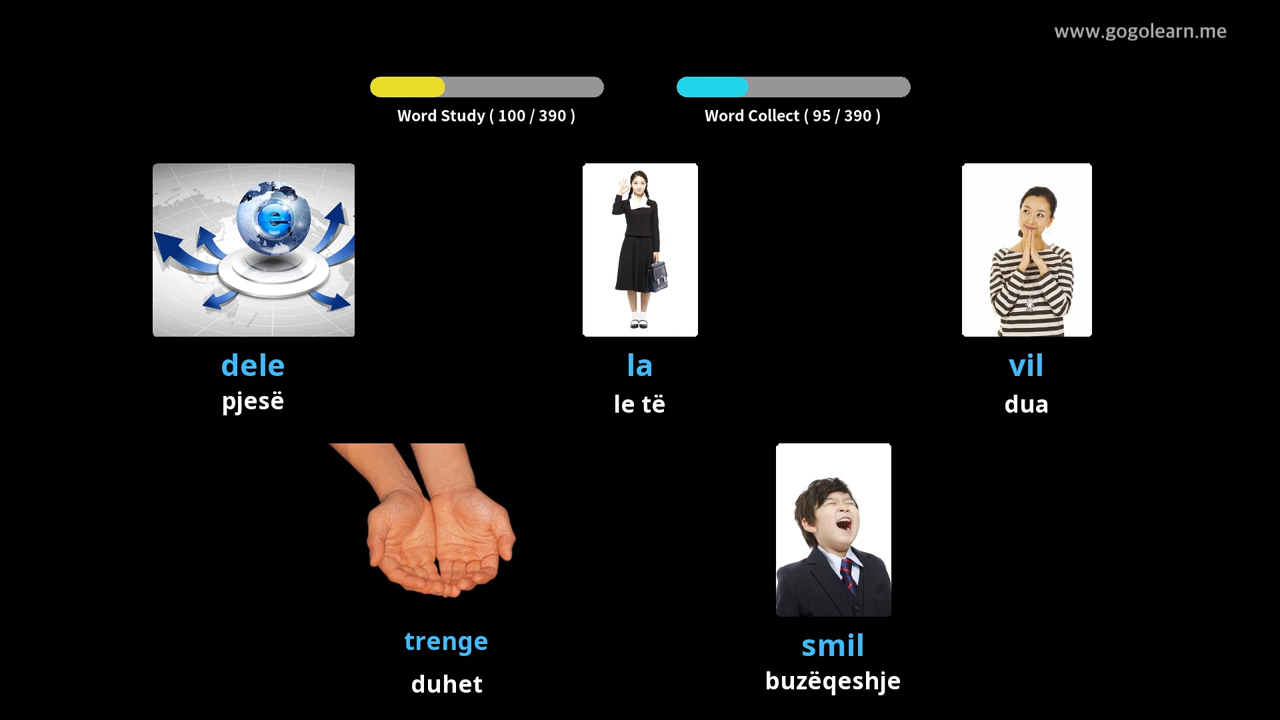 www.gogolearn.me
Word Study ( 100 / 390 )
Word Collect ( 95 / 390 )
e
dele
pjesë
la
le të
vil
dua
trenge
duhet
smil
buzëqeshje